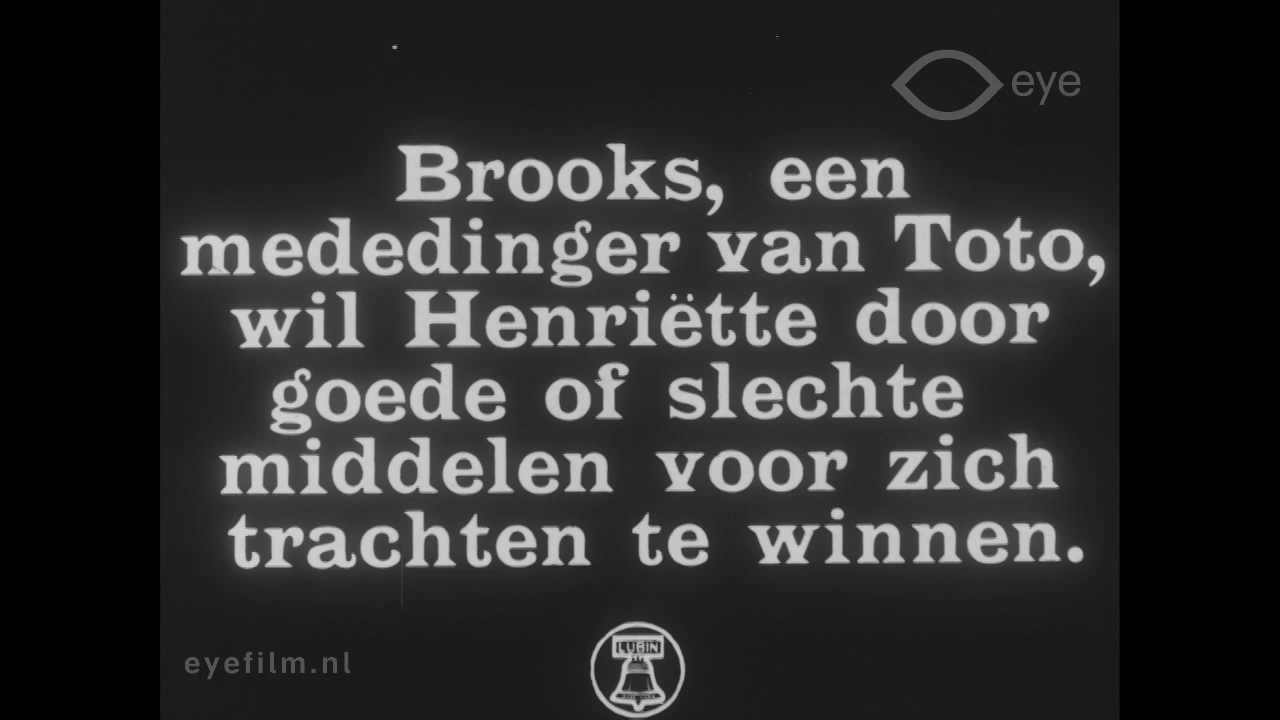 eye
Brooks, een
mededinger van Toto,
wil Henriëtte door
goede of slechte
middelen voor zich
trachten te winnen.
LUBIN
eyefilm.nl